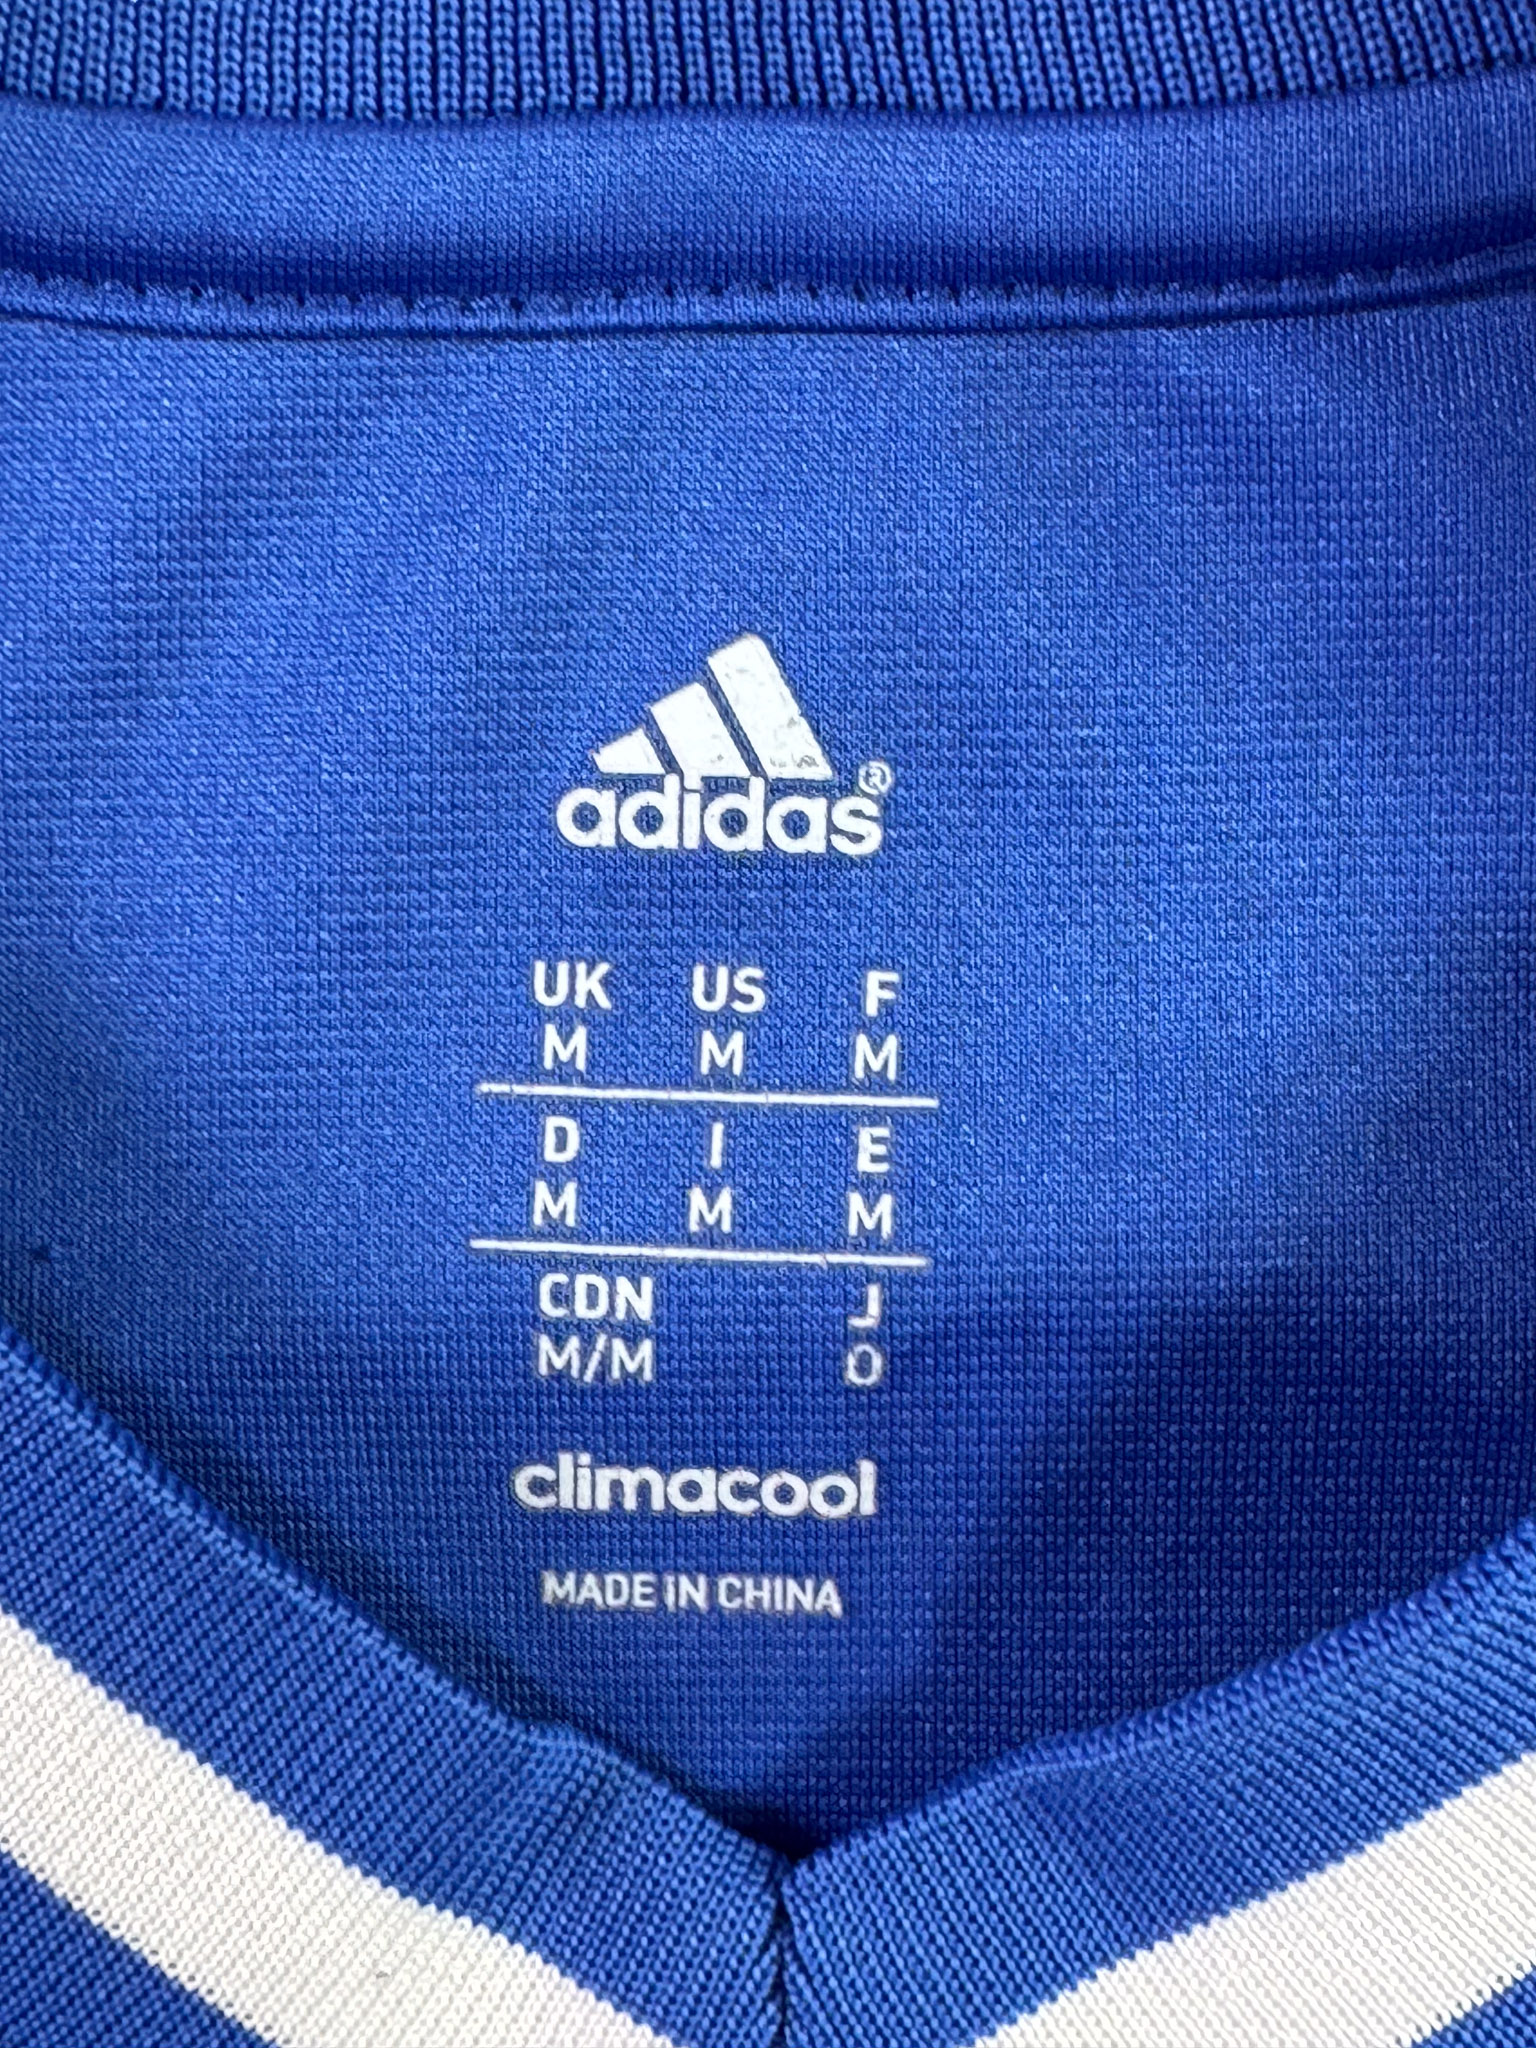 adidas®
UK US F
M M M
D I E
M M M
CDN J
M/M O
climacool
MADE IN CHINA